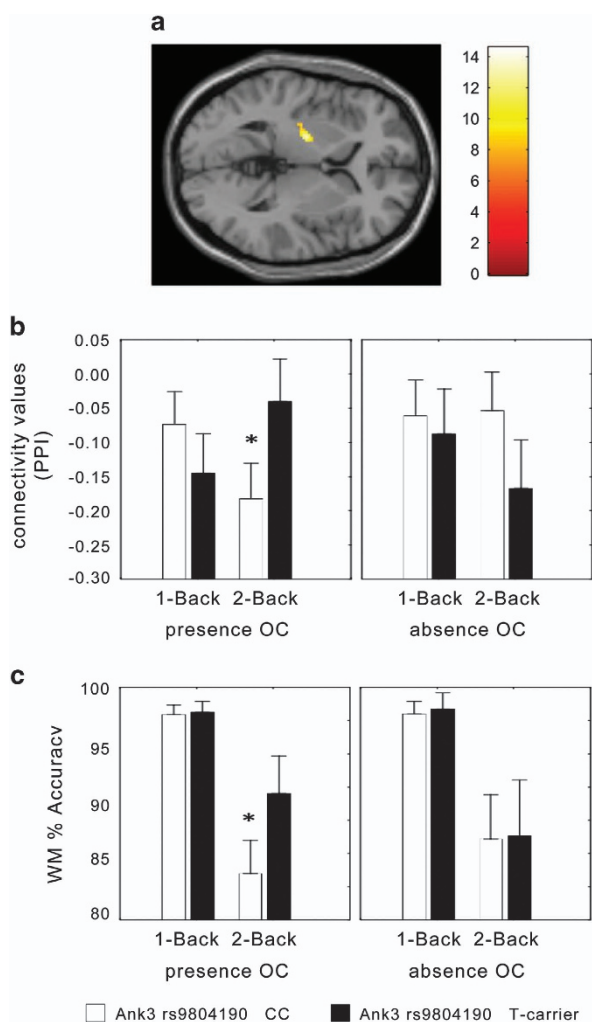 a
14
12
10
8
6
4
2
0
b
connectivity values
(PPI)
0.05
0.00
-0.05
-0.10
-0.15
-0.20
-0.25
-0.30
*
1-Back 2-Back
presence OC
1-Back 2-Back
absence OC
c
WM % Accuracy
100
95
90
85
80
*
1-Back 2-Back
presence OC
1-Back 2-Back
absence OC
Ank3 rs9804190 CC
Ank3 rs9804190 T-carrier